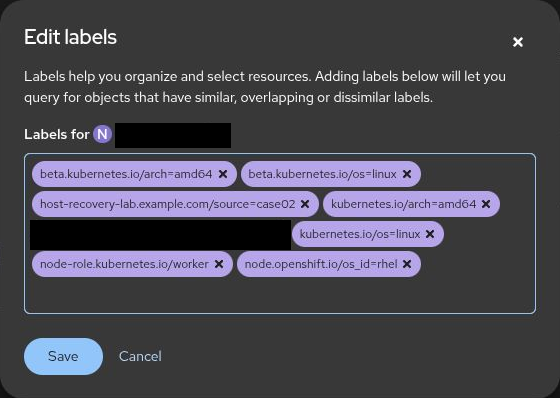 Edit labels
Labels help you organize and select resources. Adding labels below will let you
query for objects that have similar, overlapping or dissimilar labels.
Labels for N
beta.kubernetes.io/arch=amd64 beta.kubernetes.io/os=linux
host-recovery-lab.example.com/source=case02 kubernetes.io/arch=amd64
kubernetes.io/os=linux
node-role.kubernetes.io/worker node.openshift.io/os_id=rhel
Save Cancel